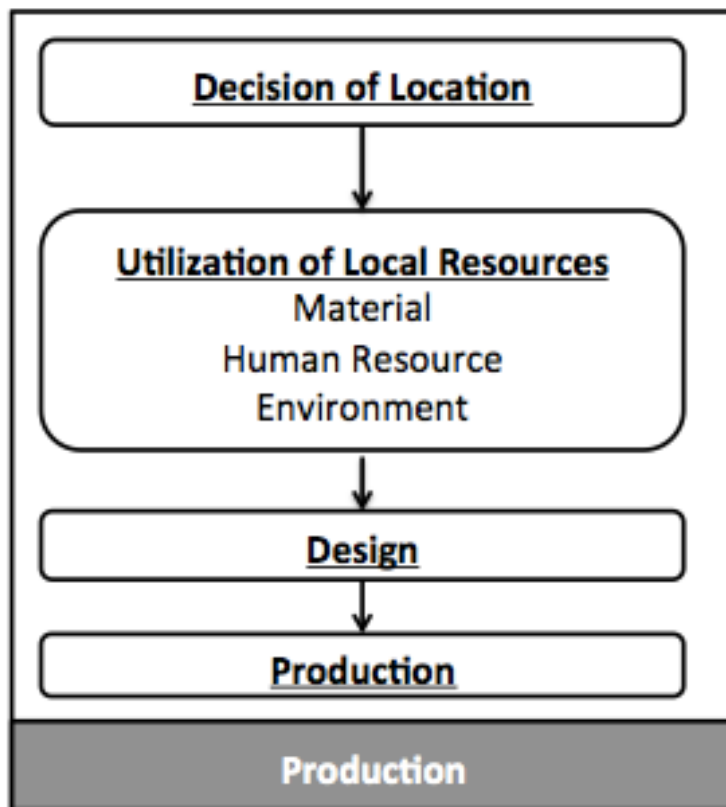 Decision of Location
Utilization of Local Resources
Material
Human Resource
Environment
Design
Production
Production